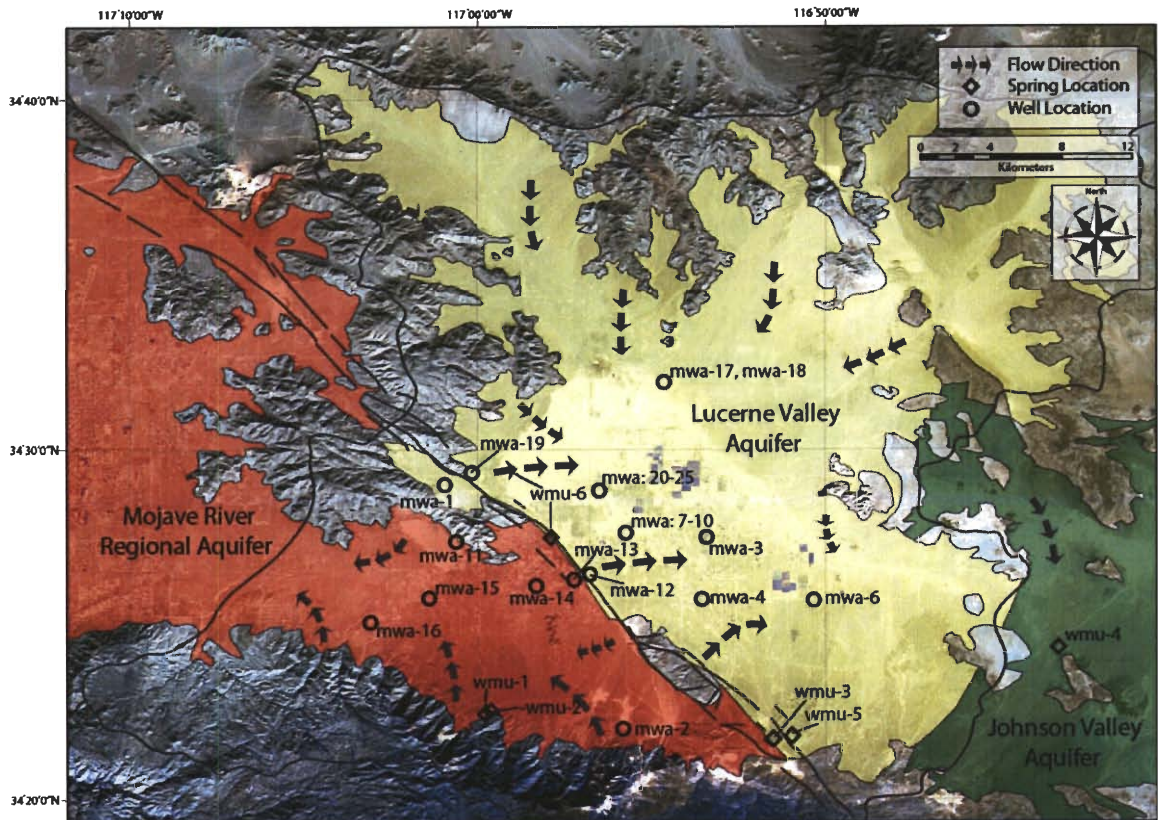 117°10'0"W
117°00'0"W
116°50'0"W
Flow Direction
Spring Location
Well Location
0 2 4 8 12
Kilometers
North
34°40'0"N
34°30'0"N
34°20'0"N
mwa-17, mwa-18
Lucerne Valley
Aquifer
mwa-19
mwa-1
wmu-6
mwa: 20-25
Mojave River
Regional Aquifer
mwa: 7-10
mwa-11
mwa-13
mwa-3
mwa-15
mwa-14
mwa-12
mwa-4
mwa-6
mwa-16
wmu-4
wmu-1
wmu-2
wmu-3
wmu-5
mwa-2
Johnson Valley
Aquifer